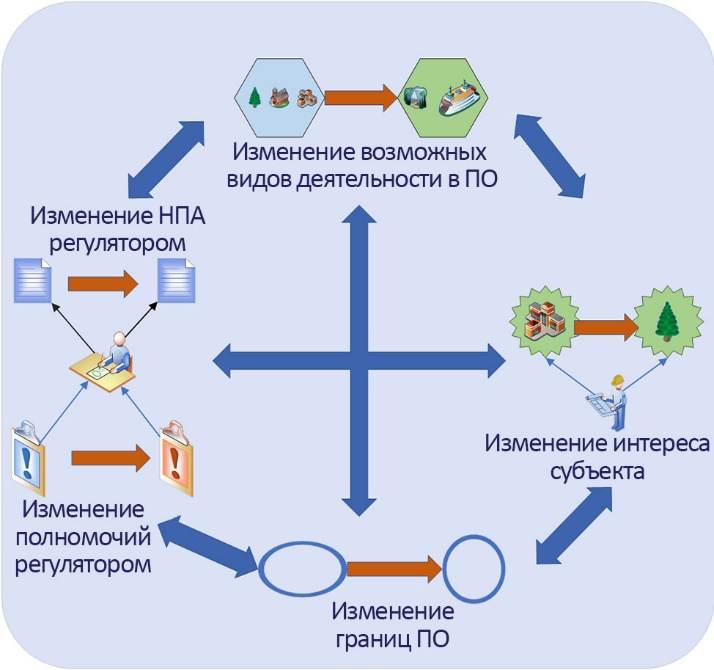 Изменение возможных
видов деятельности в ПО
Изменение НПА
регулятором
Изменение интереса
субъекта
Изменение
полномочий
регулятором
Изменение
границ ПО